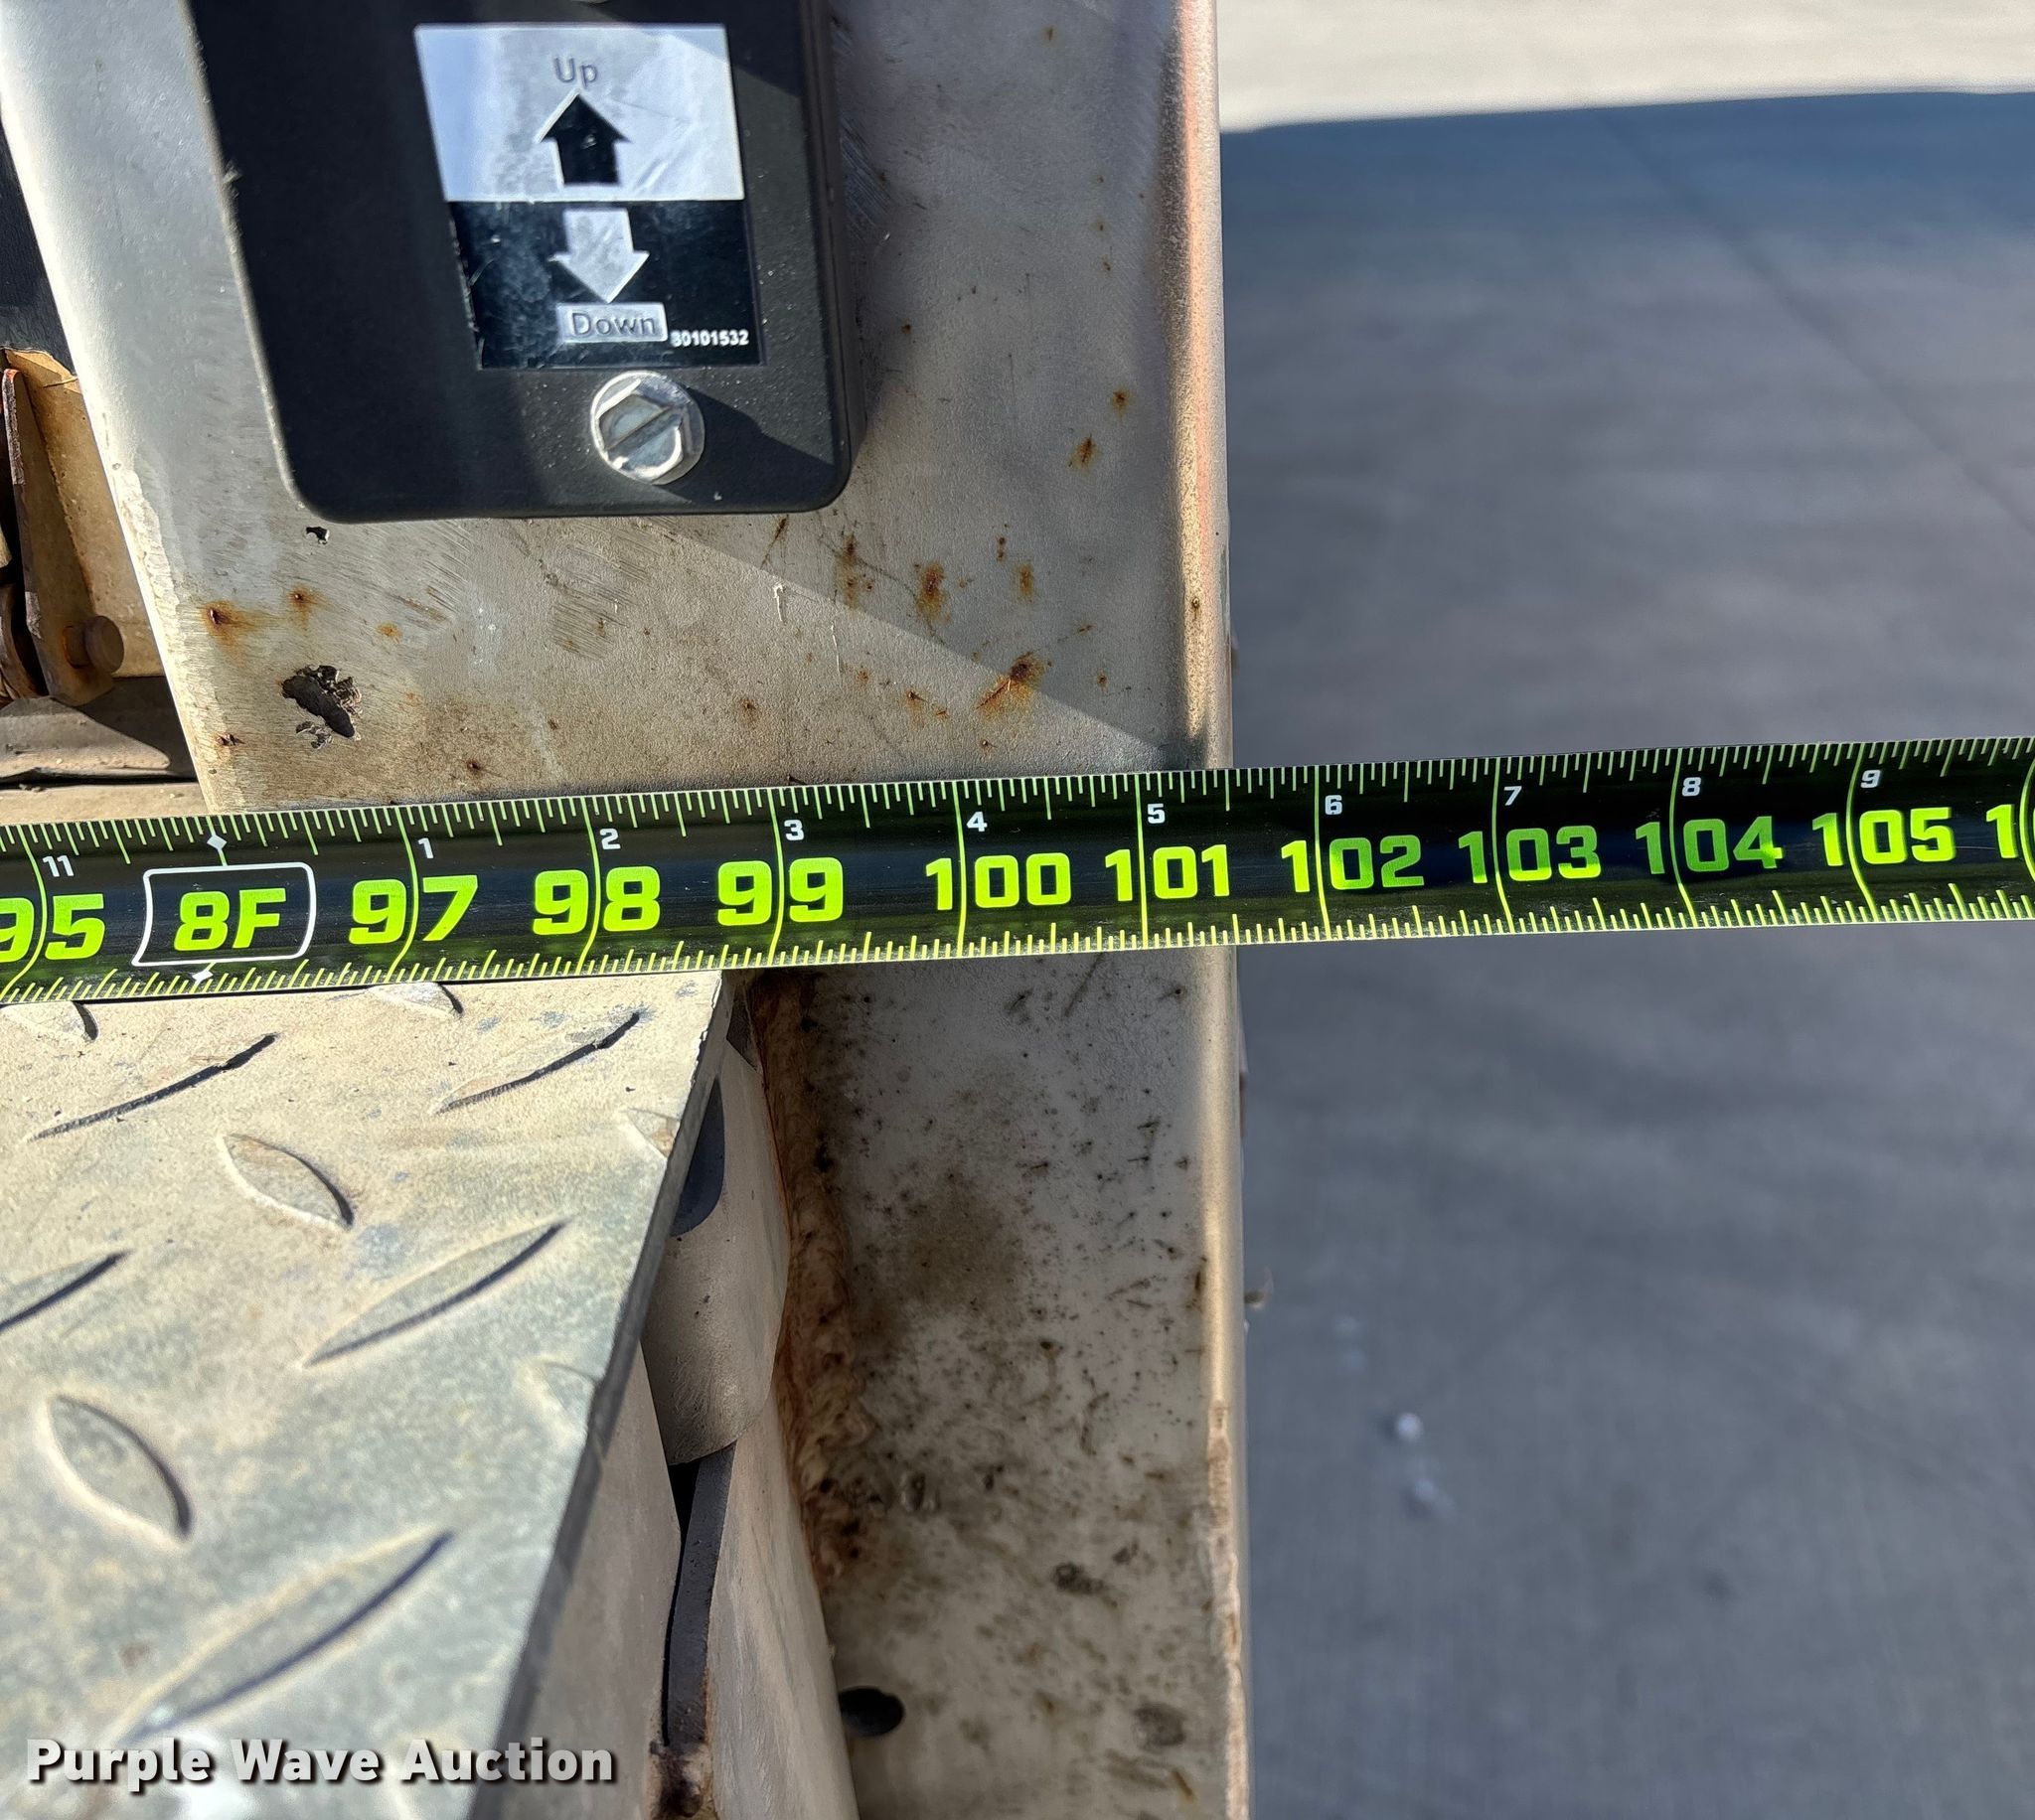 Up
Down
30101532
11 1 2 3 4 5 6 7 8 9
95 8F 97 98 99 100 101 102 103 104 105
Purple Wave Auction